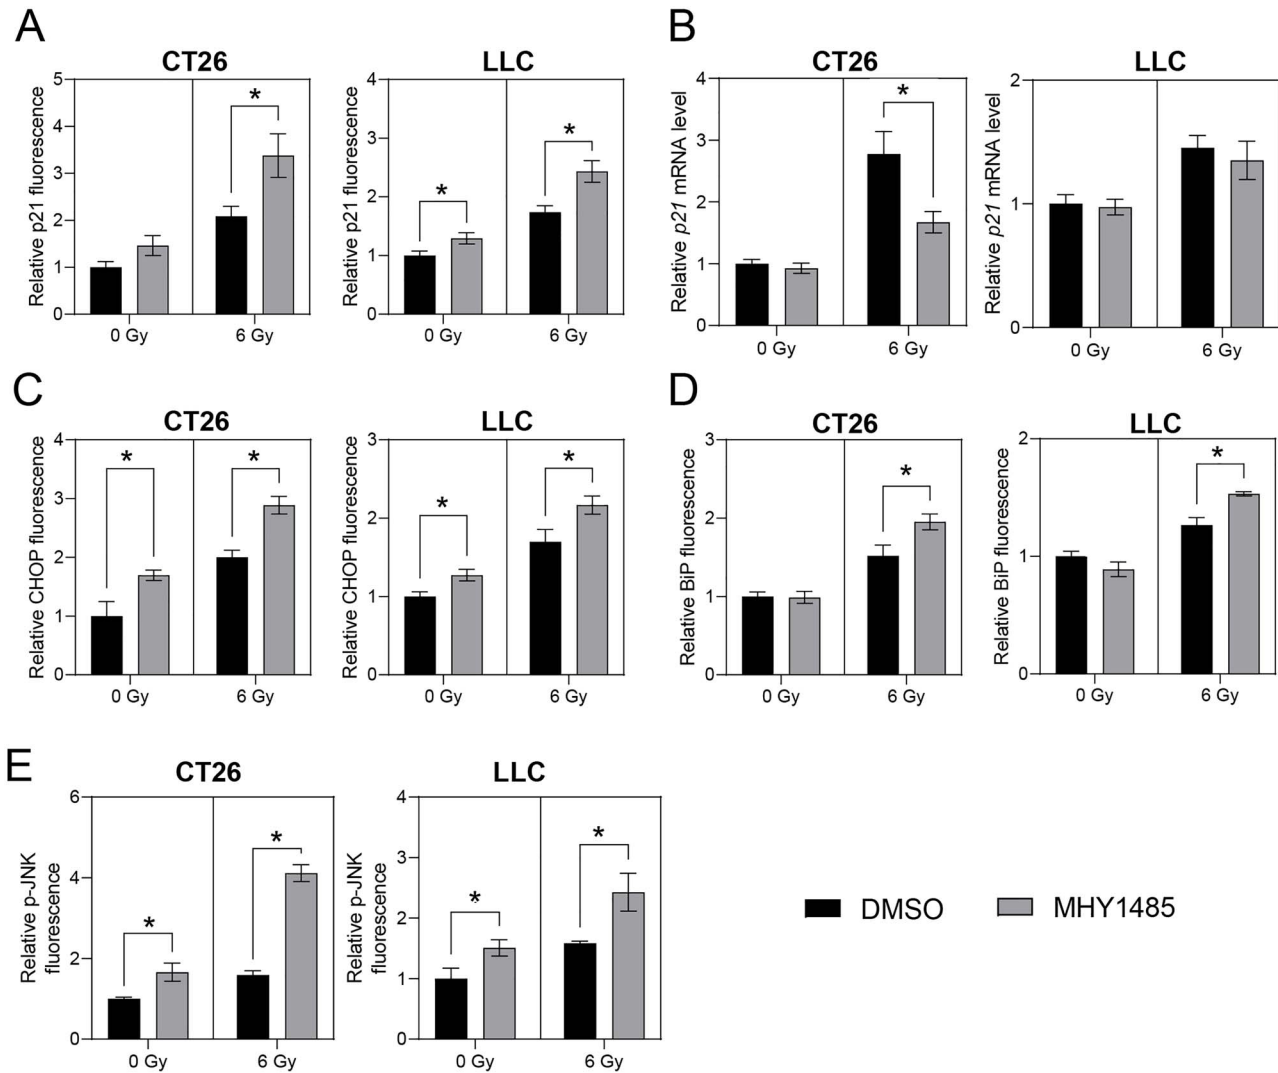 A
CT26
Relative p21 fluorescence
5
4
3
2
1
0
*
0 Gy
6 Gy
LLC
Relative p21 fluorescence
4
3
2
1
0
*
*
0 Gy
6 Gy
B
CT26
Relative p21 mRNA level
4
3
2
1
0
*
0 Gy
6 Gy
LLC
Relative p21 mRNA level
2
1
0
0 Gy
6 Gy
C
CT26
Relative CHOP fluorescence
4
3
2
1
0
*
*
0 Gy
6 Gy
LLC
Relative CHOP fluorescence
3
2
1
0
*
*
0 Gy
6 Gy
D
CT26
Relative BiP fluorescence
3
2
1
0
*
0 Gy
6 Gy
LLC
Relative BiP fluorescence
2
1
0
*
0 Gy
6 Gy
E
CT26
Relative p-JNK
fluorescence
6
4
2
0
*
*
0 Gy
6 Gy
LLC
Relative p-JNK
fluorescence
4
3
2
1
0
*
*
0 Gy
6 Gy
DMSO
MHY1485